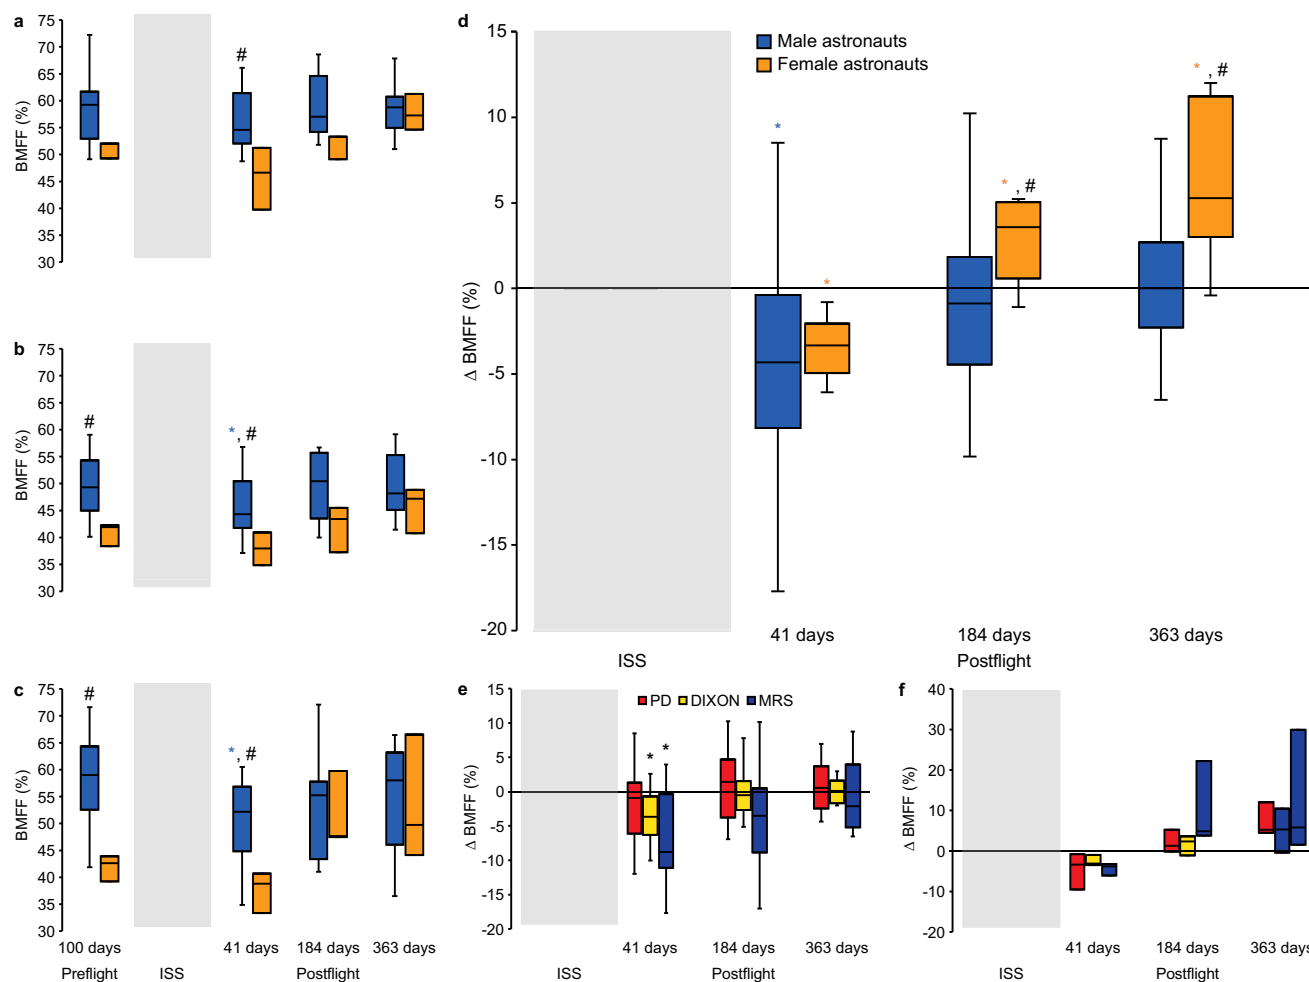 a
75
70
65
60
55
50
45
40
35
30
BMFF (%)
#
b
75
70
65
60
55
50
45
40
35
30
BMFF (%)
#
*, #
c
75
70
65
60
55
50
45
40
35
30
BMFF (%)
#
*, #
100 days
41 days
184 days
363 days
Preflight
ISS
Postflight
d
15
10
5
0
-5
-10
-15
-20
Δ BMFF (%)
Male astronauts
Female astronauts
*
*
*, #
*, #
41 days
184 days
363 days
ISS
Postflight
e
15
10
5
0
-5
-10
-15
-20
Δ BMFF (%)
PD DIXON MRS
*
*
41 days
184 days
363 days
ISS
Postflight
f
40
30
20
10
0
-10
-20
Δ BMFF (%)
41 days
184 days
363 days
ISS
Postflight